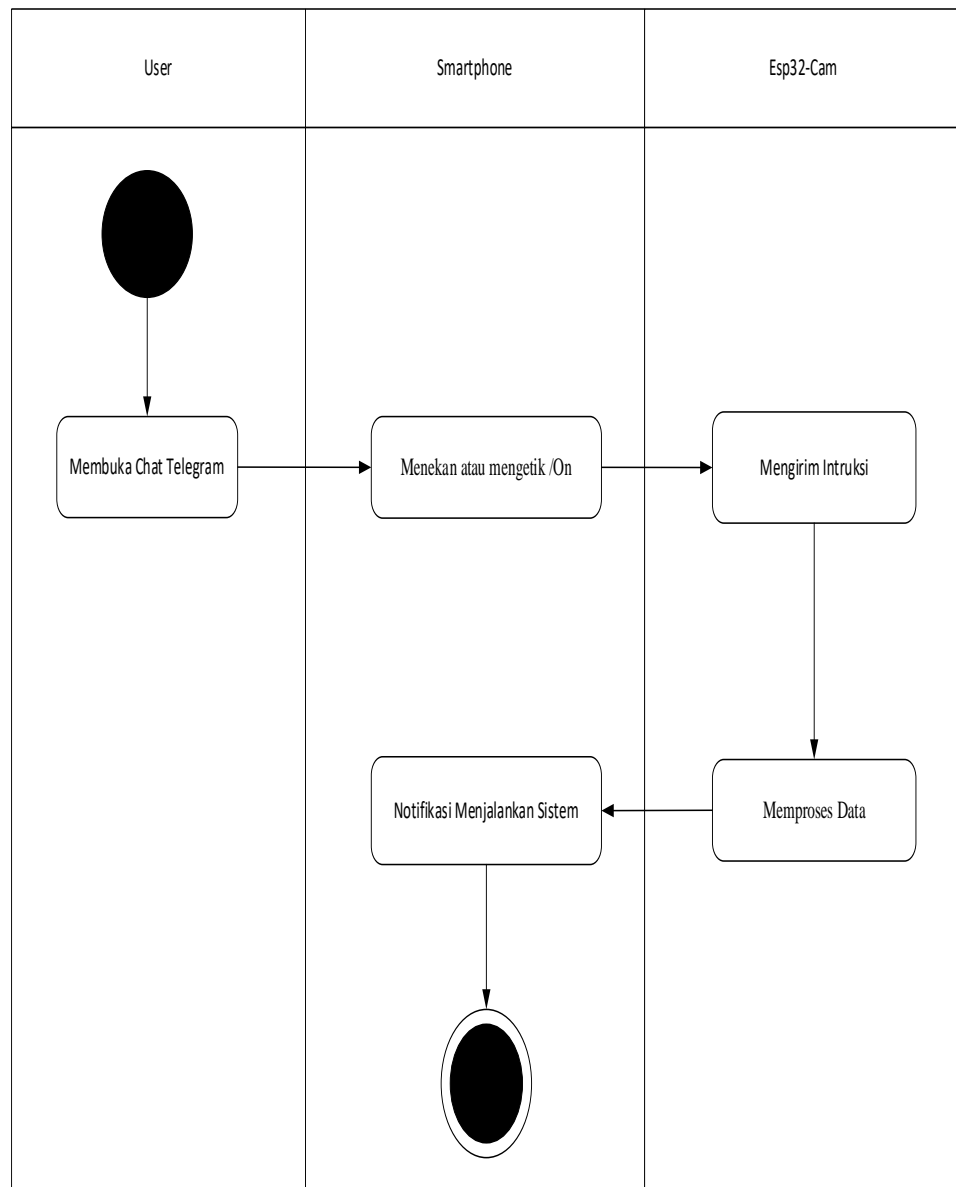 User
Smartphone
Esp32-Cam
Membuka Chat Telegram
Menekan atau mengetik /On
Mengirim Intruksi
Notifikasi Menjalankan Sistem
Memproses Data